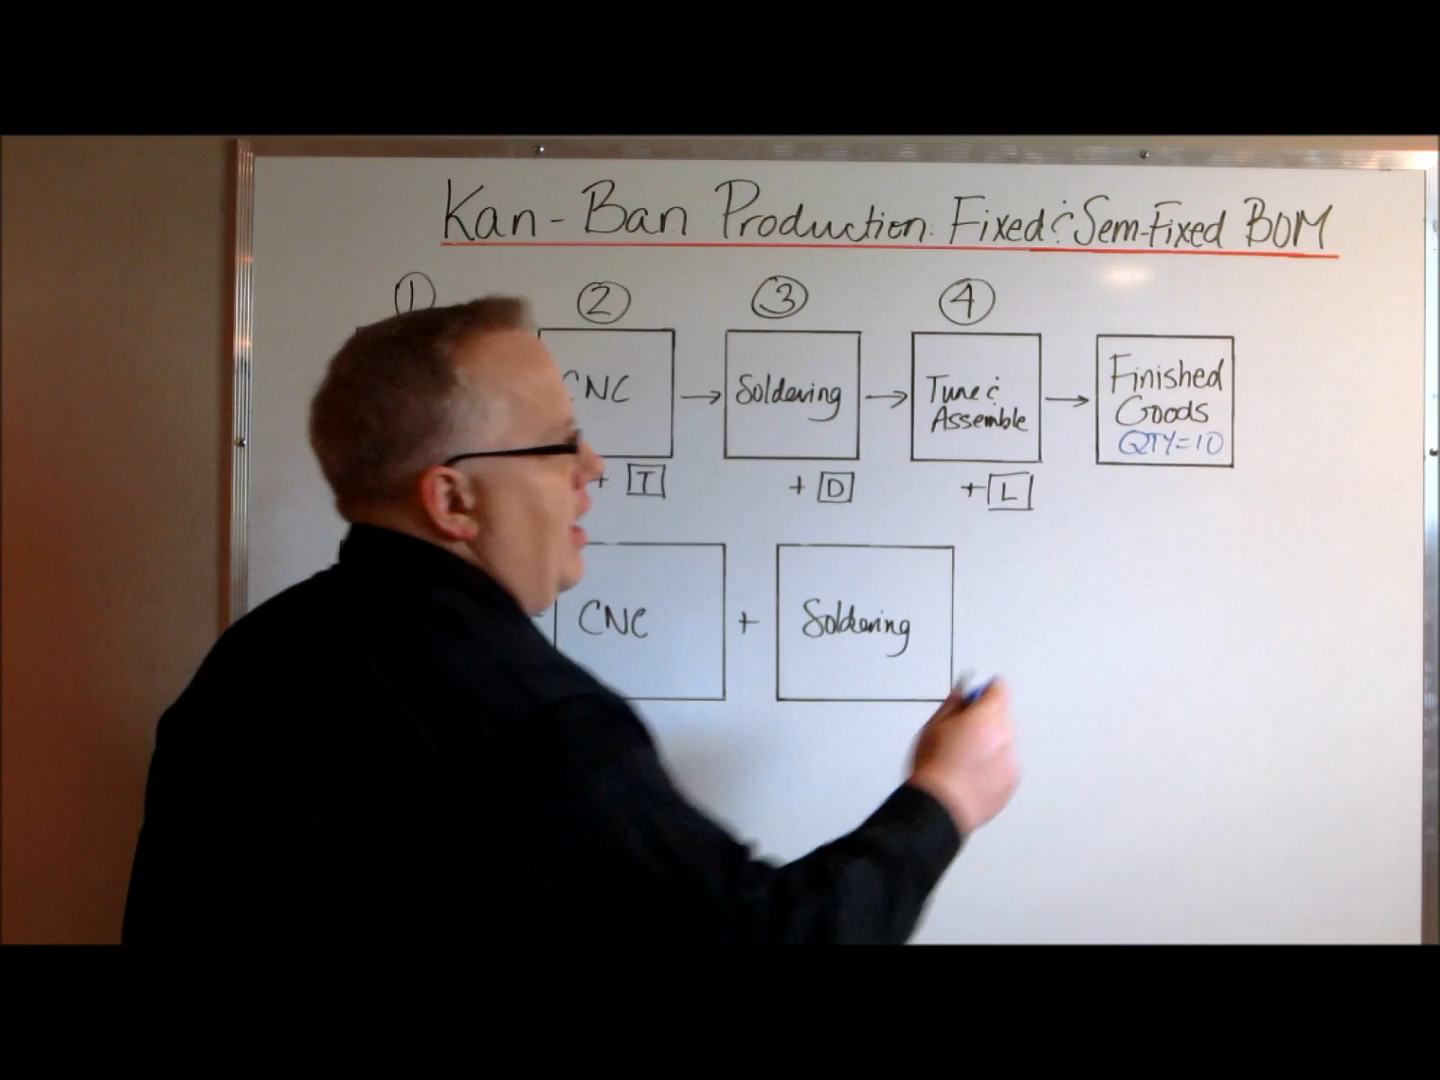 Kan-Ban Production: Fixed & Sem-Fixed BOM
1 2 3 4
CNC → Soldering → Tune & Assemble → Finished Goods QTY=10
+ T + D + L
CNC + Soldering